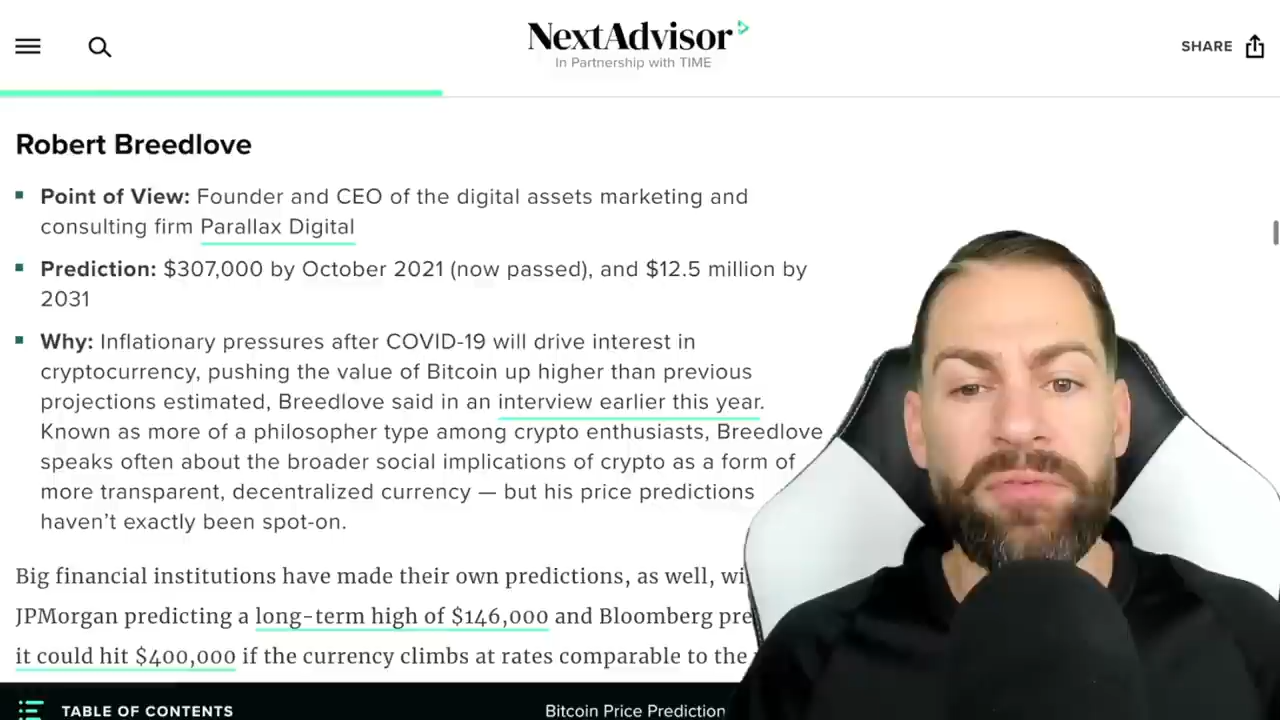 NextAdvisor
In Partnership with TIME
SHARE
Robert Breedlove
Point of View: Founder and CEO of the digital assets marketing and
consulting firm Parallax Digital
Prediction: $307,000 by October 2021 (now passed), and $12.5 million by
2031
Why: Inflationary pressures after COVID-19 will drive interest in
cryptocurrency, pushing the value of Bitcoin up higher than previous
projections estimated, Breedlove said in an interview earlier this year.
Known as more of a philosopher type among crypto enthusiasts, Breedlove
speaks often about the broader social implications of crypto as a form of
more transparent, decentralized currency — but his price predictions
haven’t exactly been spot-on.
Big financial institutions have made their own predictions, as well,
JPMorgan predicting a long-term high of $146,000 and Bloomberg
it could hit $400,000 if the currency climbs at rates comparable to the
TABLE OF CONTENTS
Bitcoin Price Prediction